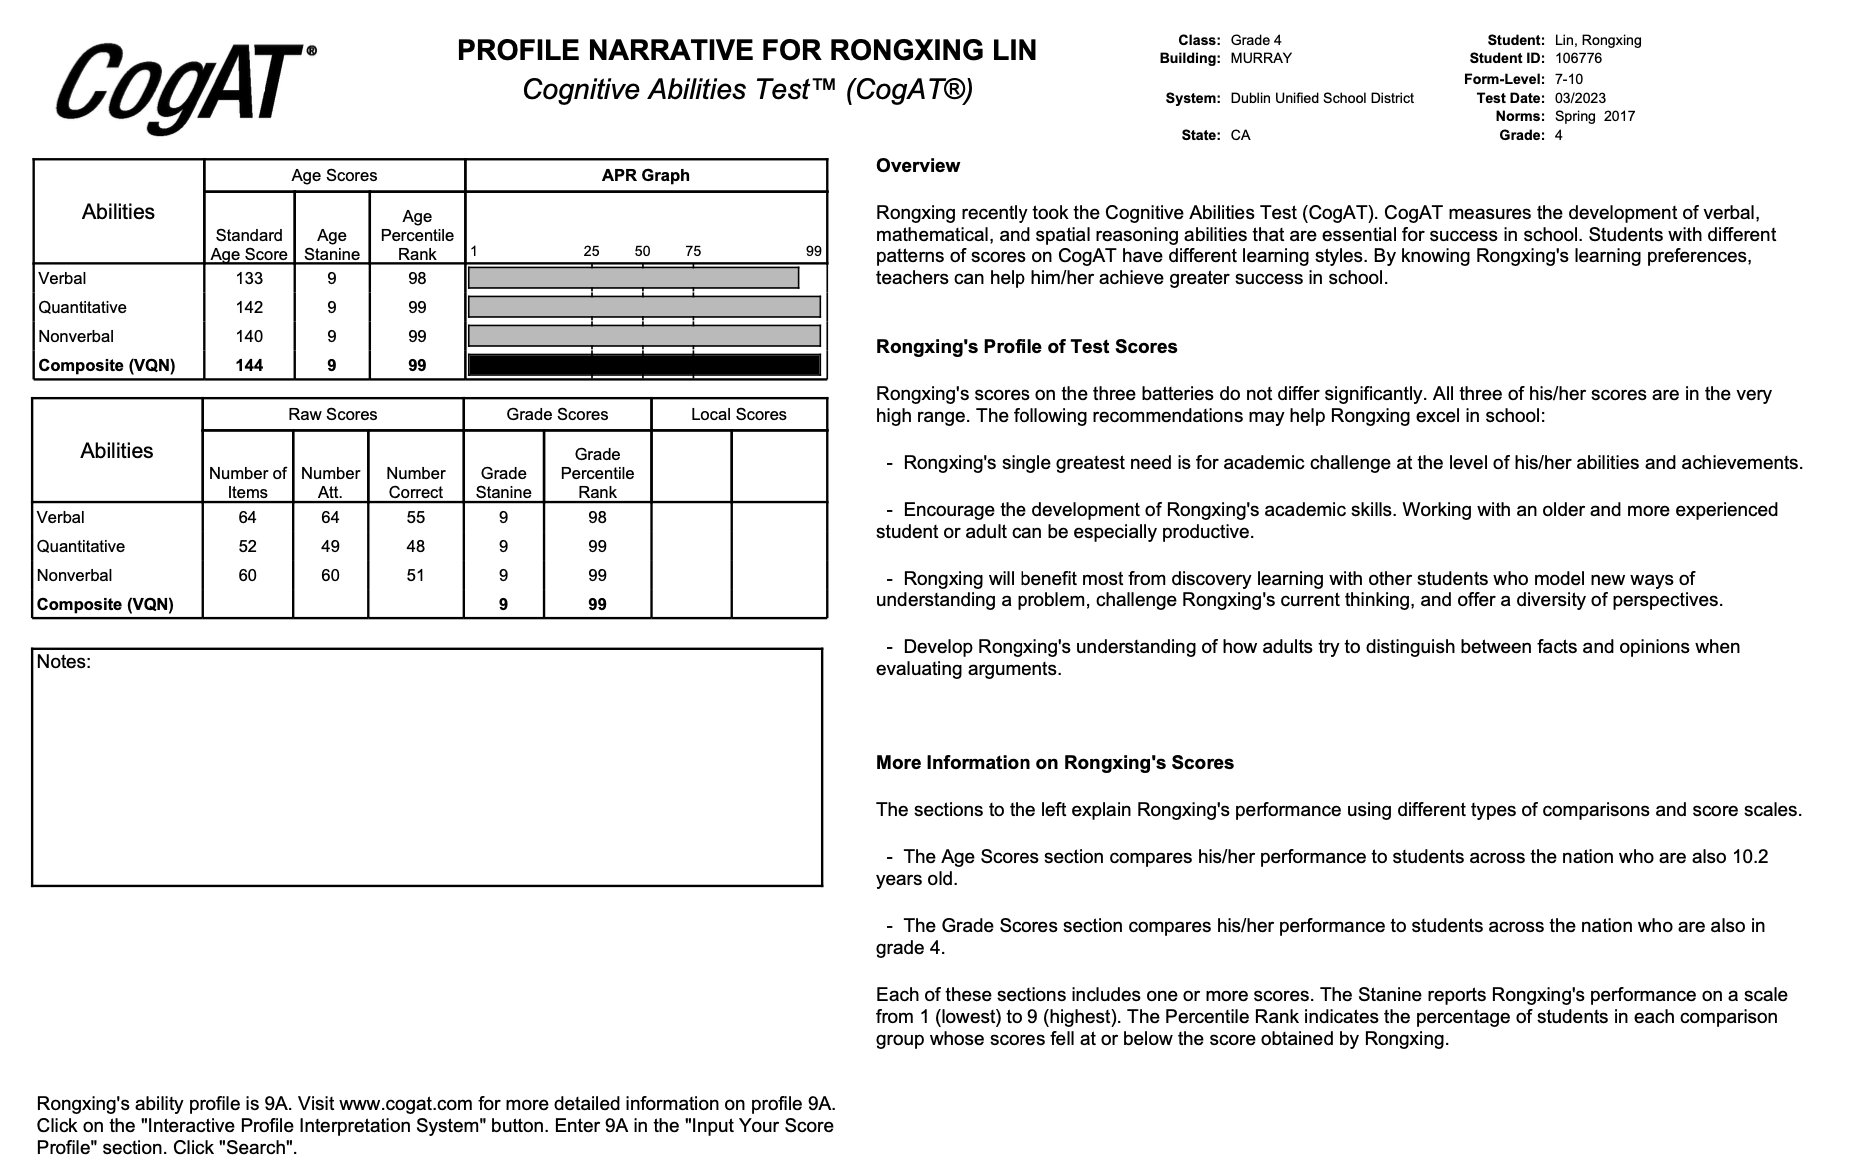 CogAT®
PROFILE NARRATIVE FOR RONGXING LIN
Cognitive Abilities Test™ (CogAT®)
Class: Grade 4
Building: MURRAY
System: Dublin Unified School District
State: CA
Student: Lin, Rongxing
Student ID: 106776
Form-Level: 7-10
Test Date: 03/2023
Norms: Spring 2017
Grade: 4
Abilities
Age Scores
APR Graph
Standard Age Score
Age Stanine
Age Percentile Rank
1 25 50 75 99
Verbal 133 9 98
Quantitative 142 9 99
Nonverbal 140 9 99
Composite (VQN) 144 9 99
Abilities
Raw Scores
Grade Scores
Local Scores
Number of Items
Number Att.
Number Correct
Grade Stanine
Grade Percentile Rank
Verbal 64 64 55 9 98
Quantitative 52 49 48 9 99
Nonverbal 60 60 51 9 99
Composite (VQN) 9 99
Notes:
Rongxing's ability profile is 9A. Visit www.cogat.com for more detailed information on profile 9A.
Click on the "Interactive Profile Interpretation System" button. Enter 9A in the "Input Your Score
Profile" section. Click "Search".
Overview
Rongxing recently took the Cognitive Abilities Test (CogAT). CogAT measures the development of verbal,
mathematical, and spatial reasoning abilities that are essential for success in school. Students with different
patterns of scores on CogAT have different learning styles. By knowing Rongxing's learning preferences,
teachers can help him/her achieve greater success in school.
Rongxing's Profile of Test Scores
Rongxing's scores on the three batteries do not differ significantly. All three of his/her scores are in the very
high range. The following recommendations may help Rongxing excel in school:
- Rongxing's single greatest need is for academic challenge at the level of his/her abilities and achievements.
- Encourage the development of Rongxing's academic skills. Working with an older and more experienced
student or adult can be especially productive.
- Rongxing will benefit most from discovery learning with other students who model new ways of
understanding a problem, challenge Rongxing's current thinking, and offer a diversity of perspectives.
- Develop Rongxing's understanding of how adults try to distinguish between facts and opinions when
evaluating arguments.
More Information on Rongxing's Scores
The sections to the left explain Rongxing's performance using different types of comparisons and score scales.
- The Age Scores section compares his/her performance to students across the nation who are also 10.2
years old.
- The Grade Scores section compares his/her performance to students across the nation who are also in
grade 4.
Each of these sections includes one or more scores. The Stanine reports Rongxing's performance on a scale
from 1 (lowest) to 9 (highest). The Percentile Rank indicates the percentage of students in each comparison
group whose scores fell at or below the score obtained by Rongxing.